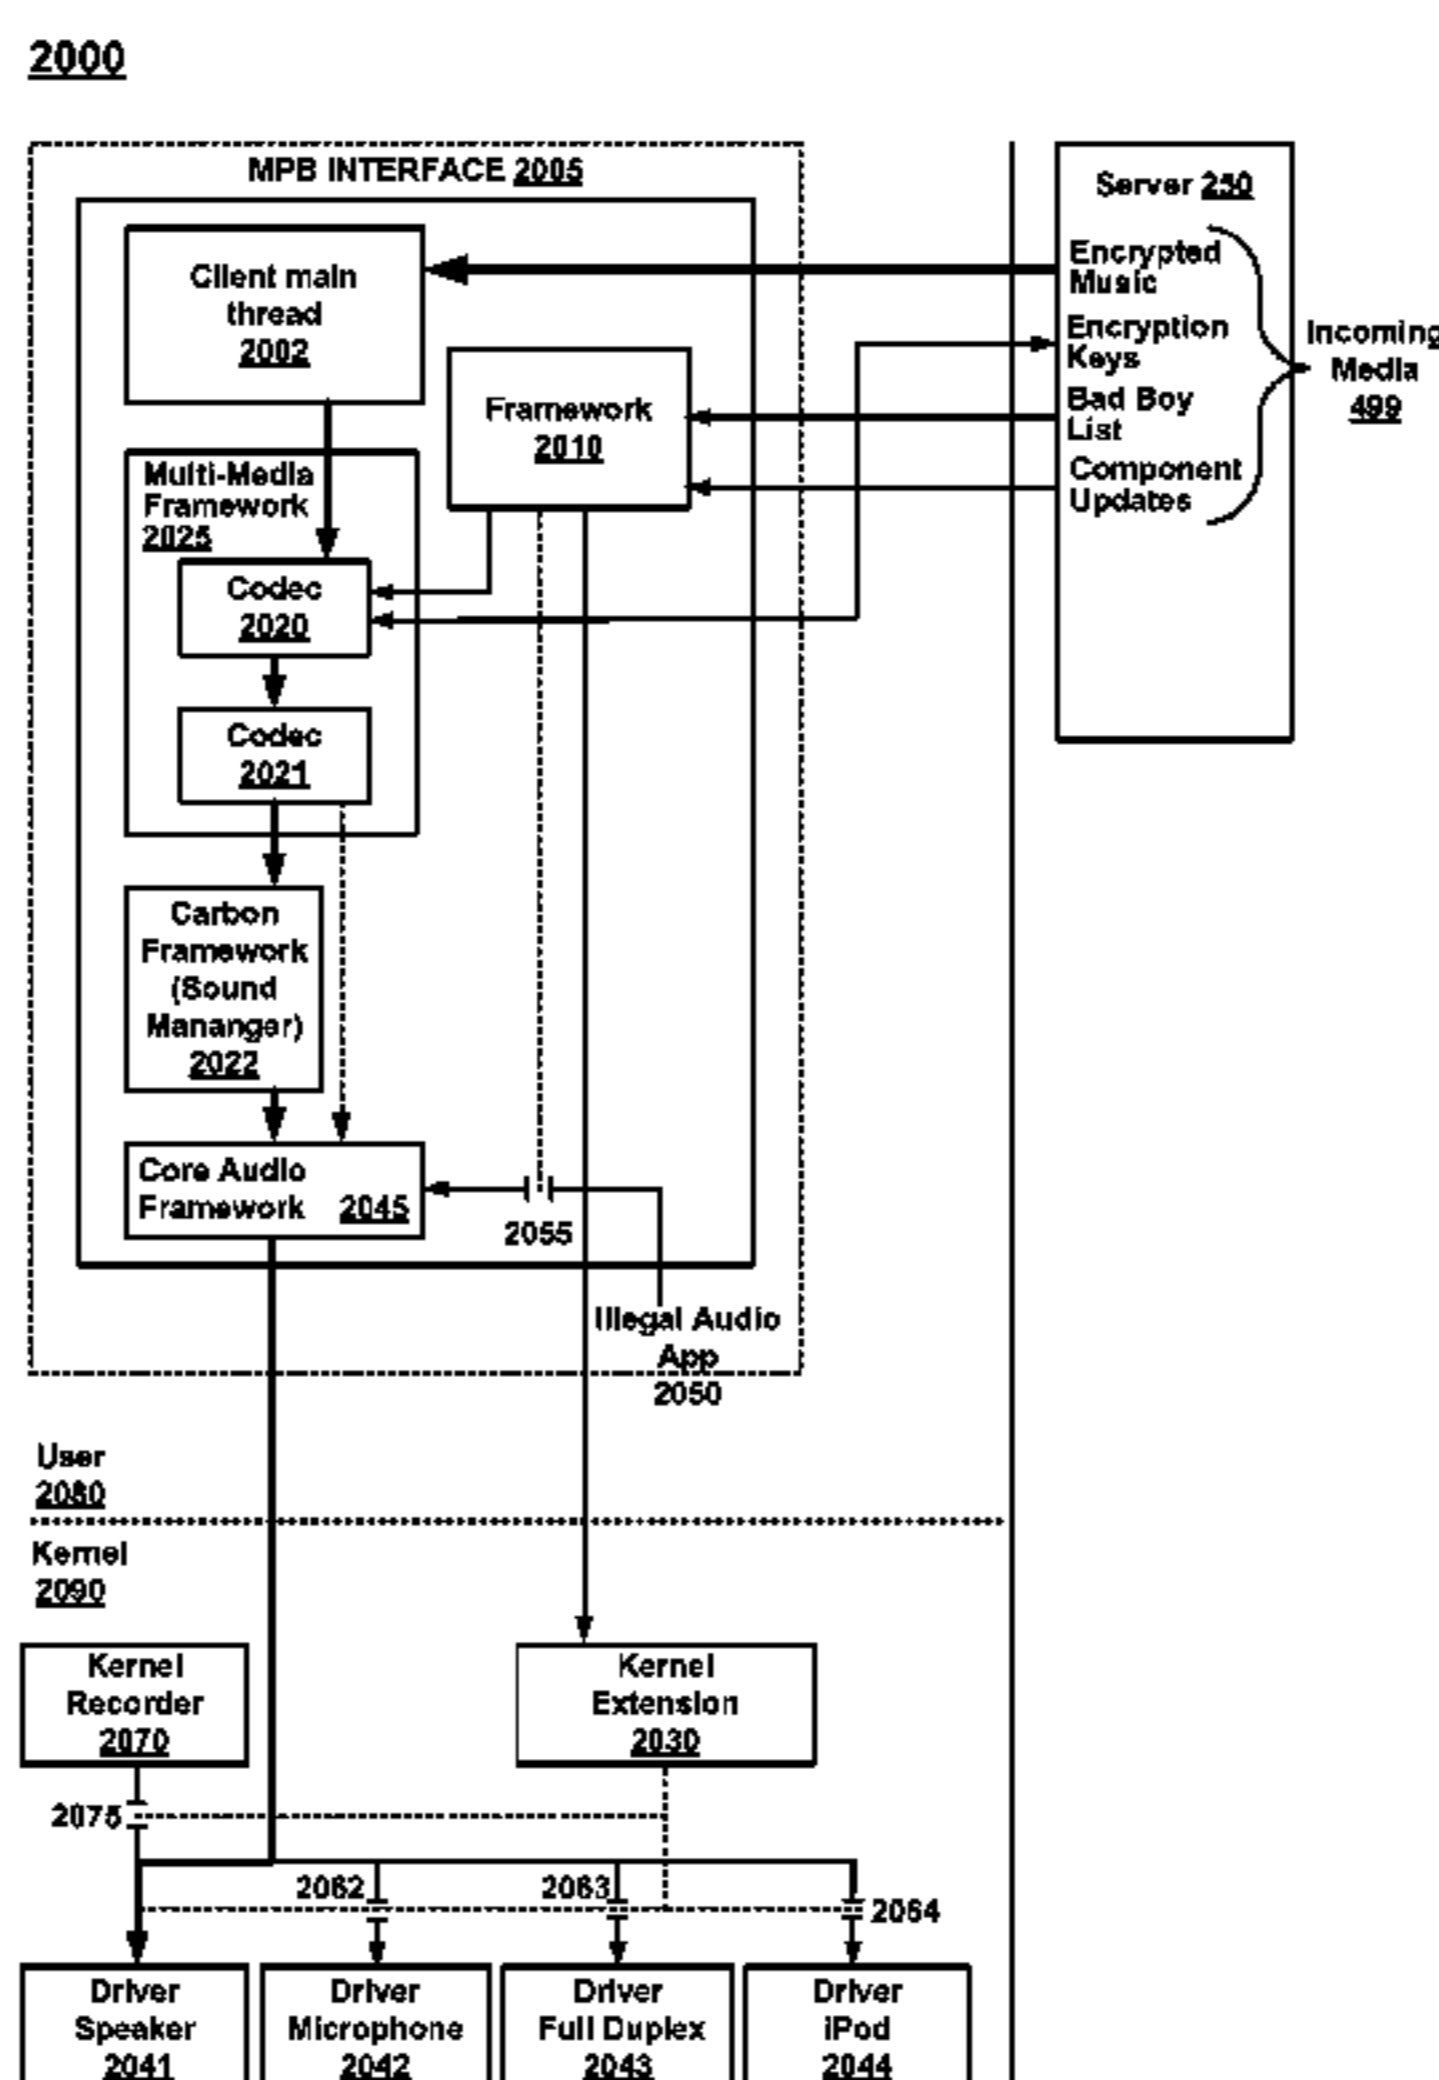 2000
MPB INTERFACE 2005
Server 250
Client main
thread
2002
Encrypted
Music
Encryption
Keys
Bad Boy
List
Component
Updates
Incoming
Media
499
Framework
2010
Multi-Media
Framework
2025
Codec
2020
Codec
2021
Carbon
Framework
(Sound
Mananger)
2022
Core Audio
Framework 2045
2055
Illegal Audio
App
2050
User
2080
Kernel
2090
Kernel
Recorder
2070
Kernel
Extension
2030
2075
2062
2063
2064
Driver
Speaker
2041
Driver
Microphone
2042
Driver
Full Duplex
2043
Driver
iPod
2044